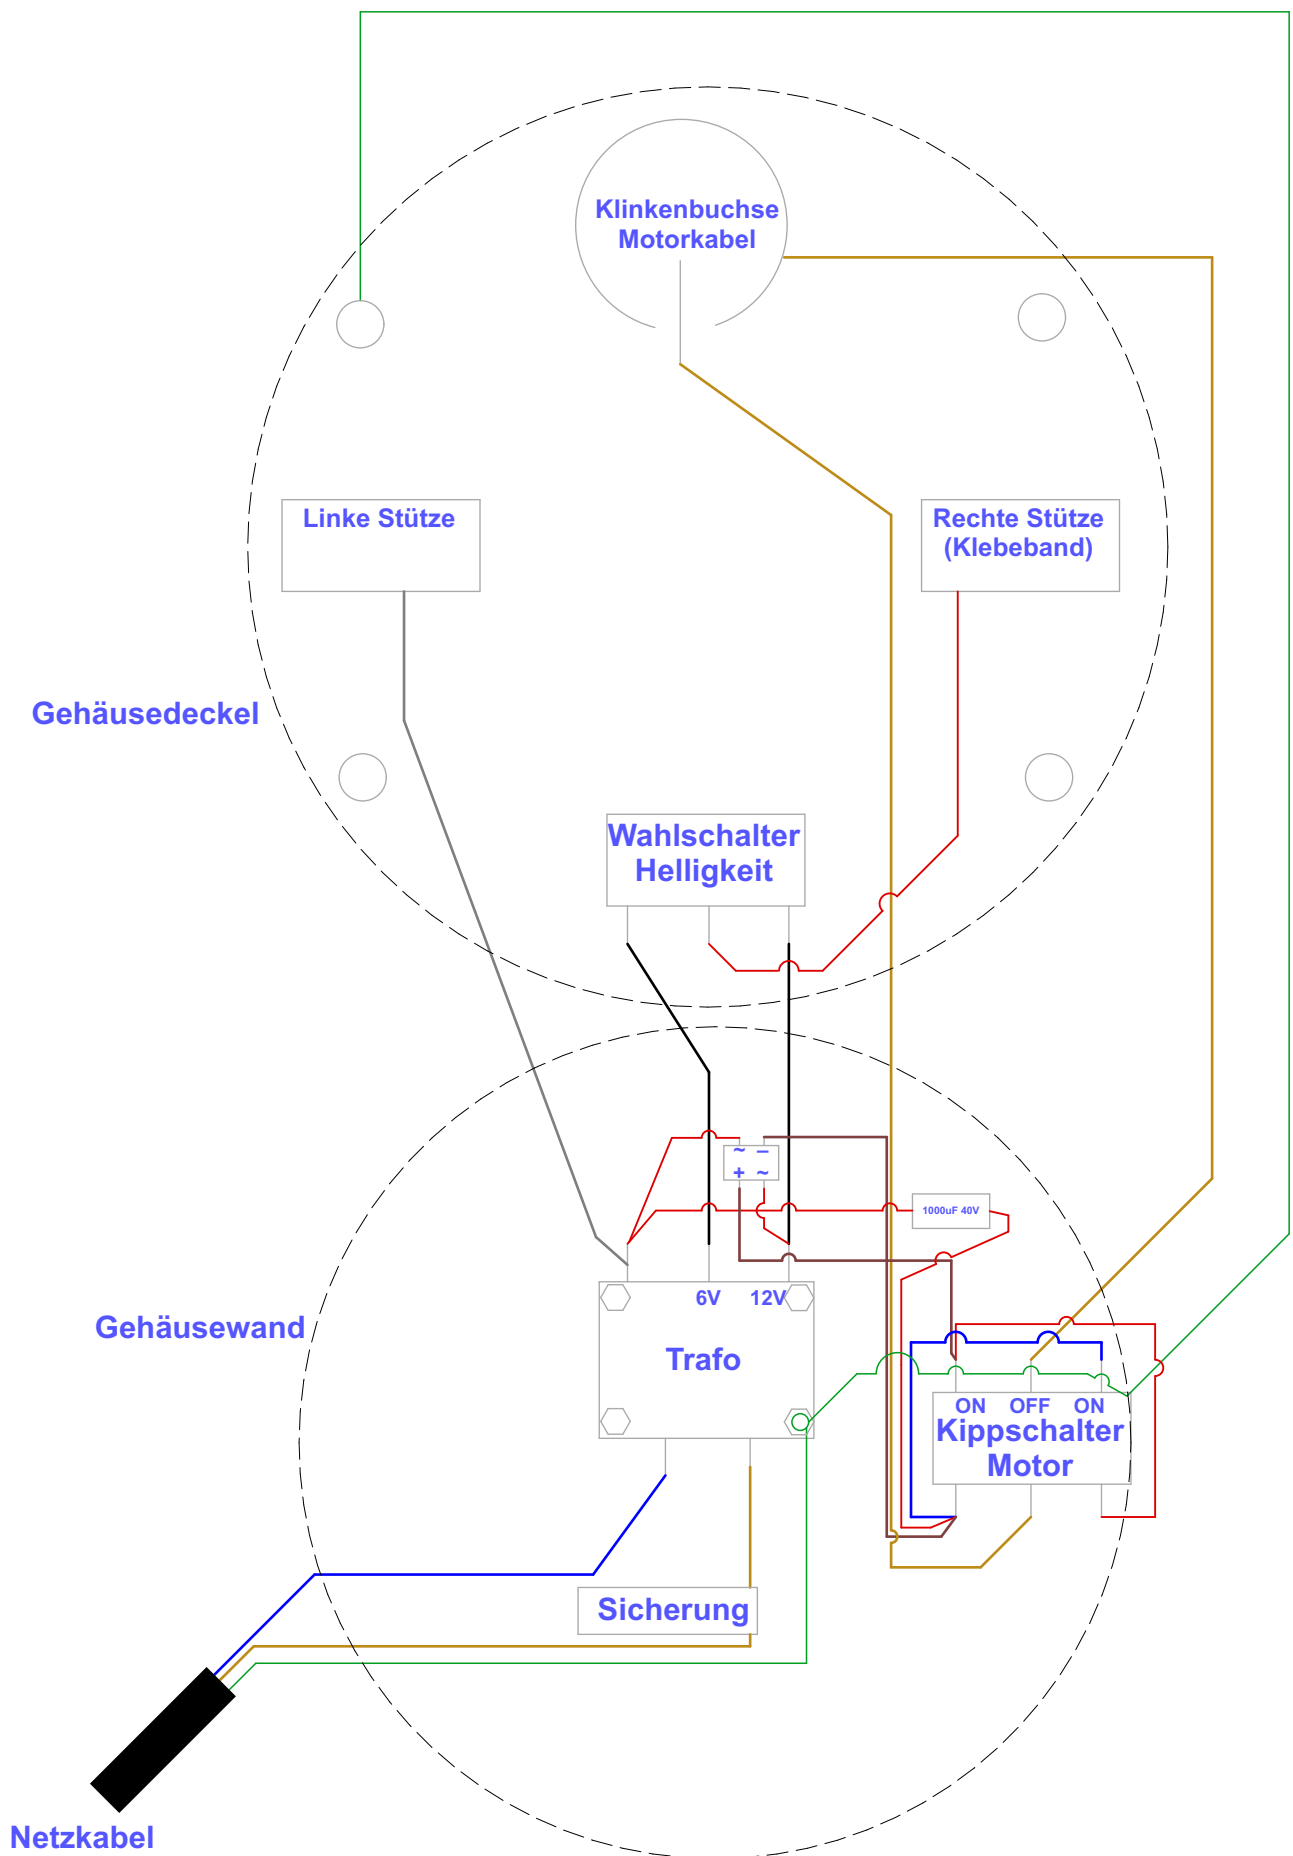 Klinkenbuchse
Motorkabel
Linke Stütze
Rechte Stütze
(Klebeband)
Gehäusedeckel
Wahlschalter
Helligkeit
~ –
+ ~
1000uF 40V
6V 12V
Gehäusewand
Trafo
ON OFF ON
Kippschalter
Motor
Sicherung
Netzkabel